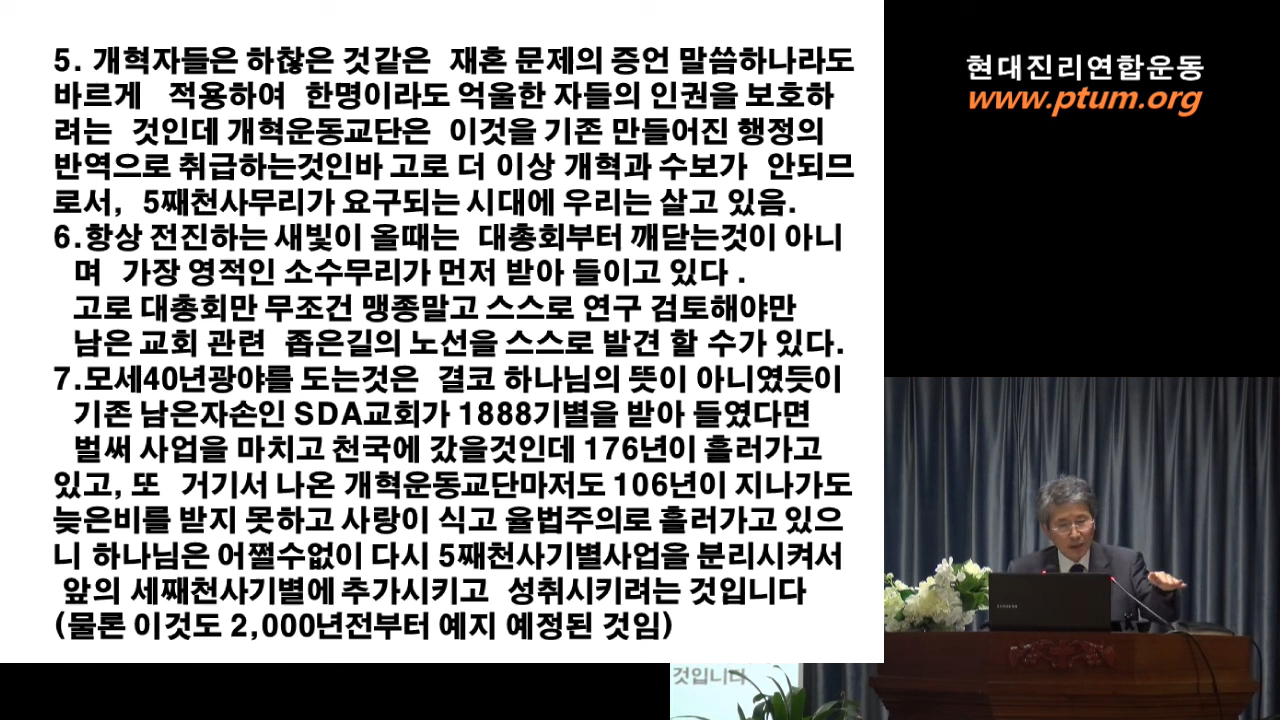 5. 개혁자들은 하찮은 것같은 재혼 문제의 증언 말씀하나라도
바르게 적용하여 한명이라도 억울한 자들의 인권을 보호하
려는 것인데 개혁운동교단은 이것을 기존 만들어진 행정의
반역으로 취급하는것인바 고로 더 이상 개혁과 수보가 안되므
로서, 5째천사무리가 요구되는 시대에 우리는 살고 있음.
6.항상 전진하는 새빛이 올때는 대총회부터 깨닫는것이 아니
며 가장 영적인 소수무리가 먼저 받아 들이고 있다 .
고로 대총회만 무조건 맹종말고 스스로 연구 검토해야만
남은 교회 관련 좁은길의 노선을 스스로 발견 할 수가 있다.
7.모세40년광야를 도는것은 결코 하나님의 뜻이 아니였듯이
기존 남은자손인 SDA교회가 1888기별을 받아 들였다면
벌써 사업을 마치고 천국에 갔을것인데 176년이 흘러가고
있고, 또 거기서 나온 개혁운동교단마저도 106년이 지나가도
늦은비를 받지 못하고 사랑이 식고 율법주의로 흘러가고 있으
니 하나님은 어쩔수없이 다시 5째천사기별사업을 분리시켜서
앞의 세째천사기별에 추가시키고 성취시키려는 것입니다
(물론 이것도 2,000년전부터 예지 예정된 것임)
현대진리연합운동
www.ptum.org
SAMSUNG
것입니다